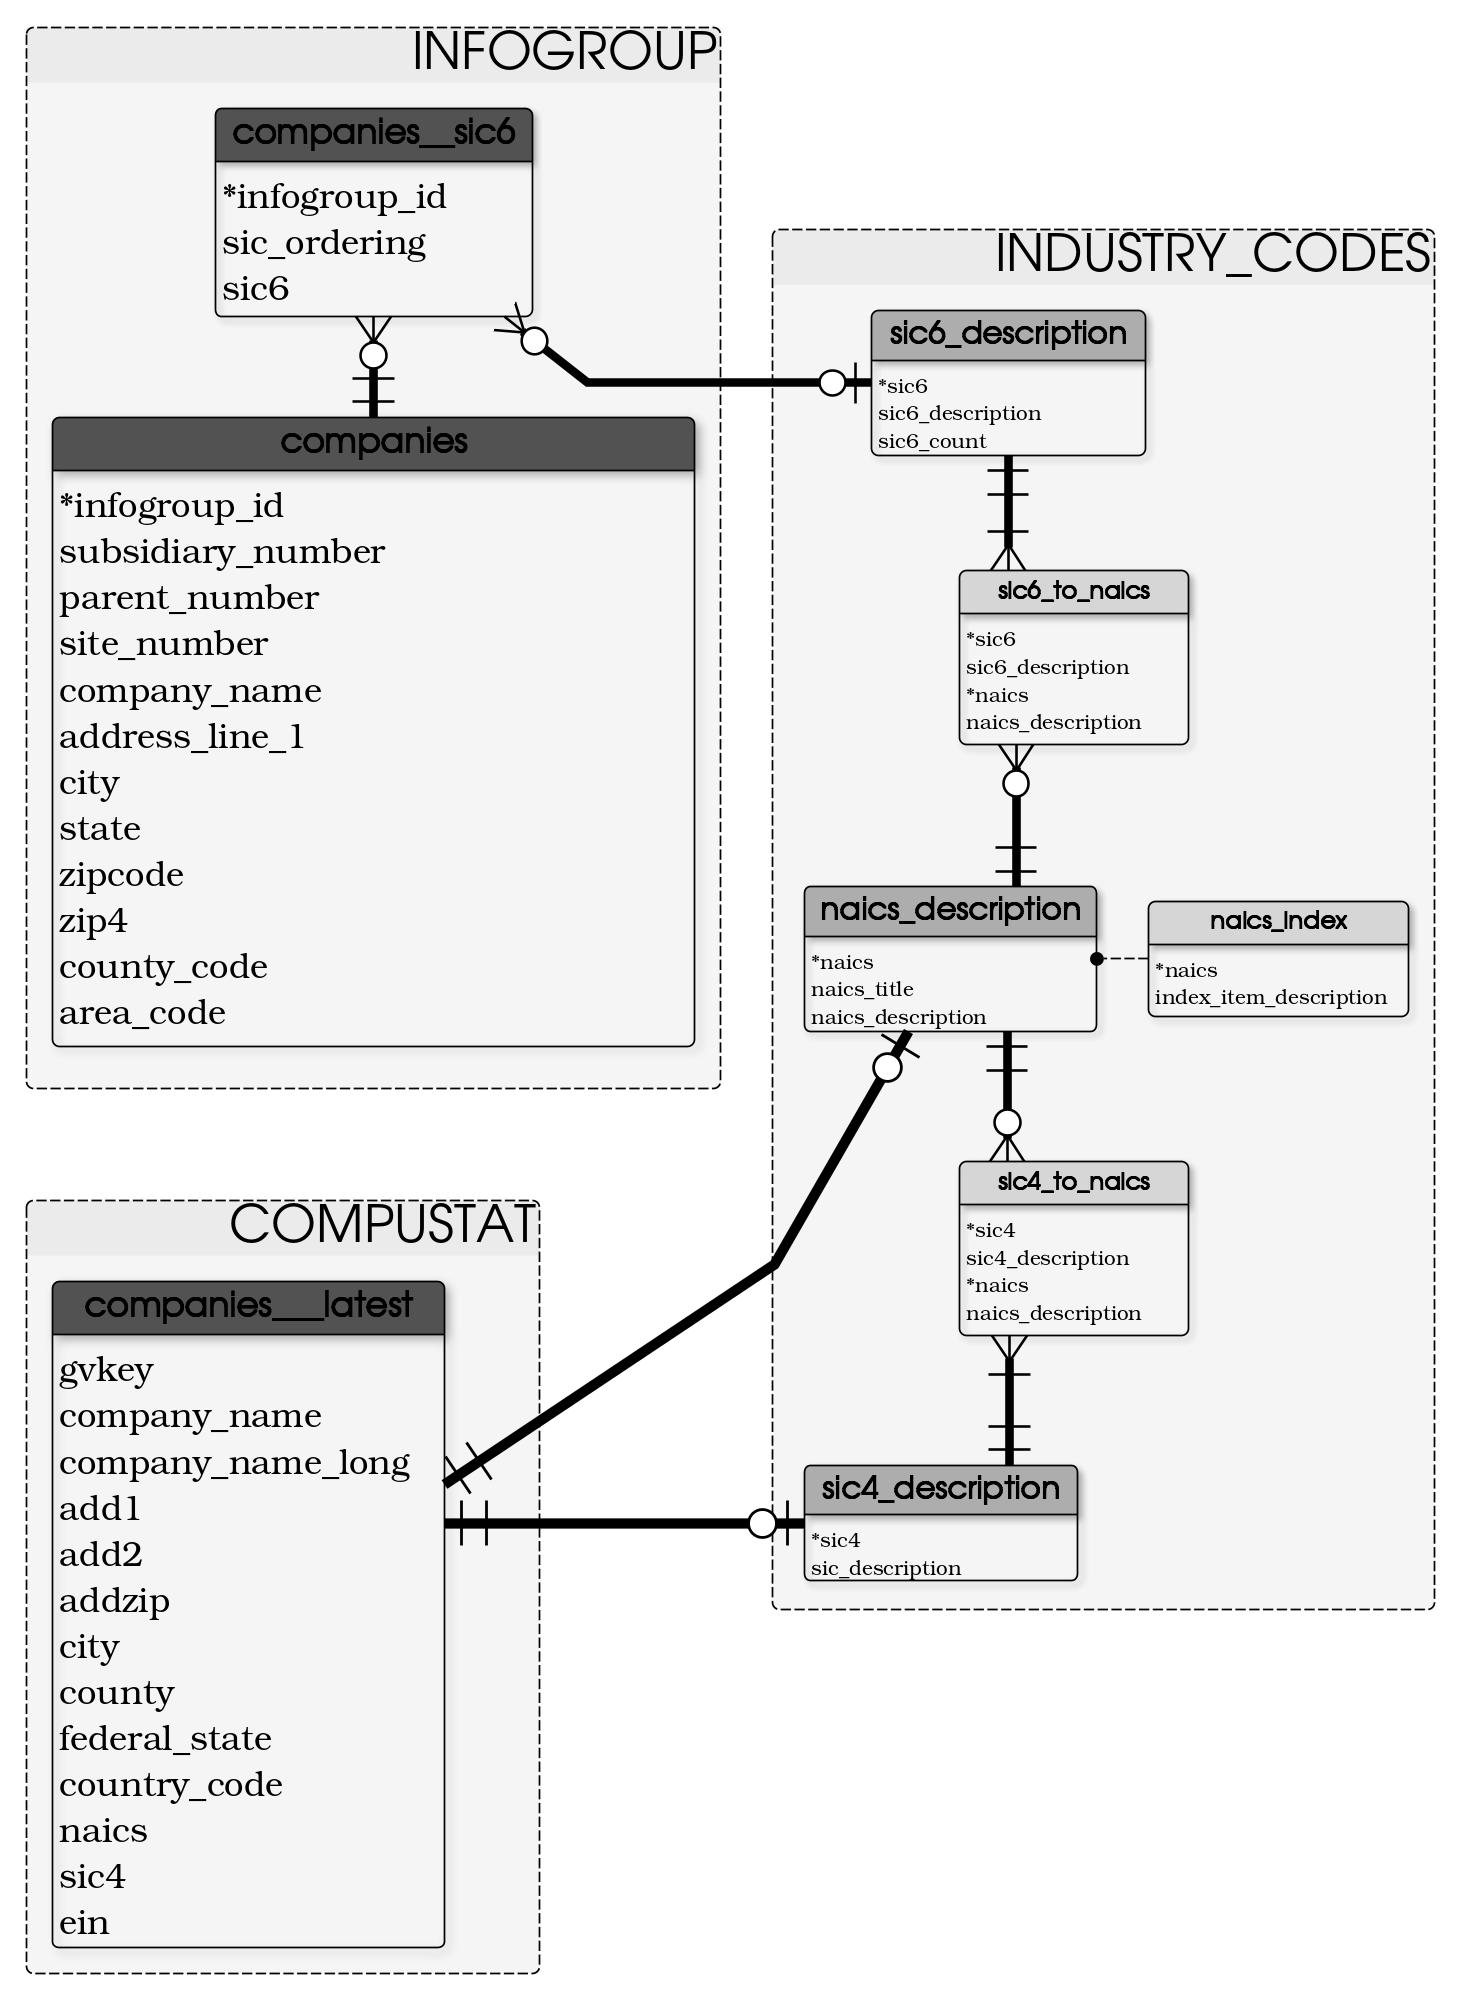 INFOGROUP
companies__sic6
*infogroup_id
sic_ordering
sic6
companies
*infogroup_id
subsidiary_number
parent_number
site_number
company_name
address_line_1
city
state
zipcode
zip4
county_code
area_code
INDUSTRY_CODES
sic6_description
*sic6
sic6_description
sic6_count
sic6_to_naics
*sic6
sic6_description
*naics
naics_description
naics_description
*naics
naics_title
naics_description
naics_index
*naics
index_item_description
sic4_to_naics
*sic4
sic4_description
*naics
naics_description
sic4_description
*sic4
sic_description
COMPUSTAT
companies___latest
gvkey
company_name
company_name_long
add1
add2
addzip
city
county
federal_state
country_code
naics
sic4
ein